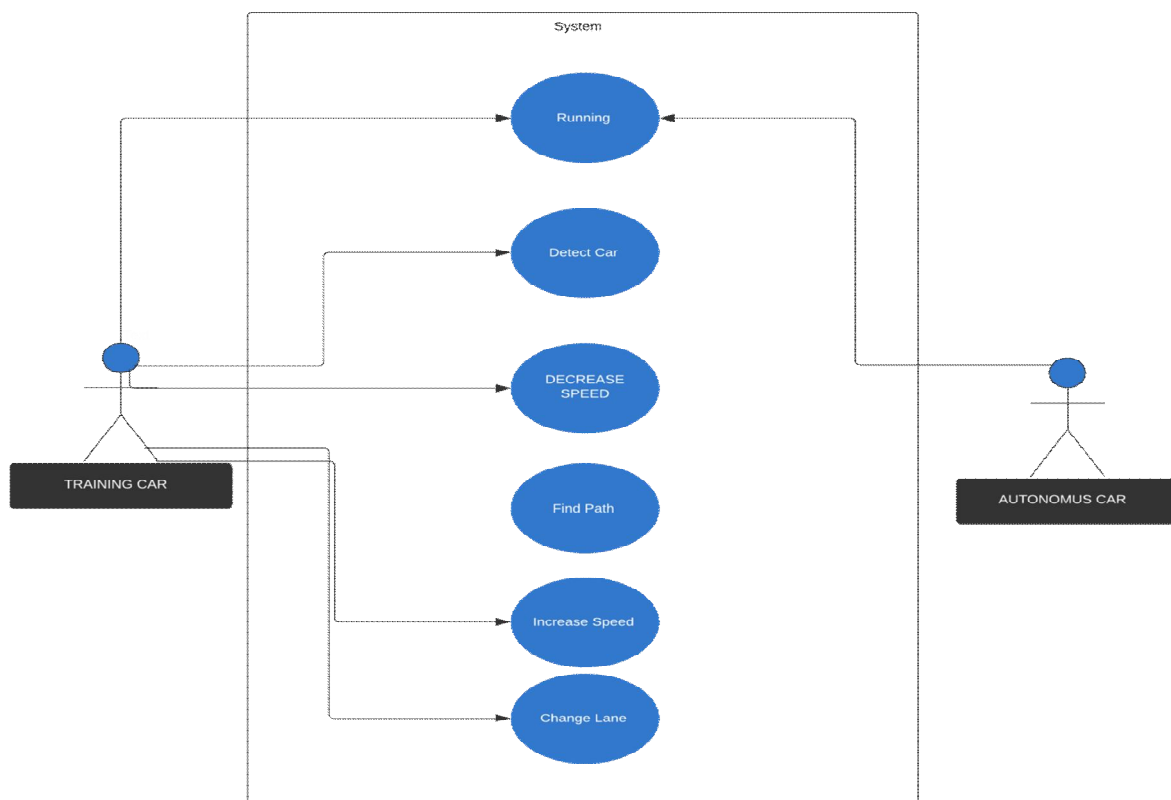 System
Running
Detect Car
DECREASE
SPEED
TRAINING CAR
AUTONOMUS CAR
Find Path
Increase Speed
Change Lane